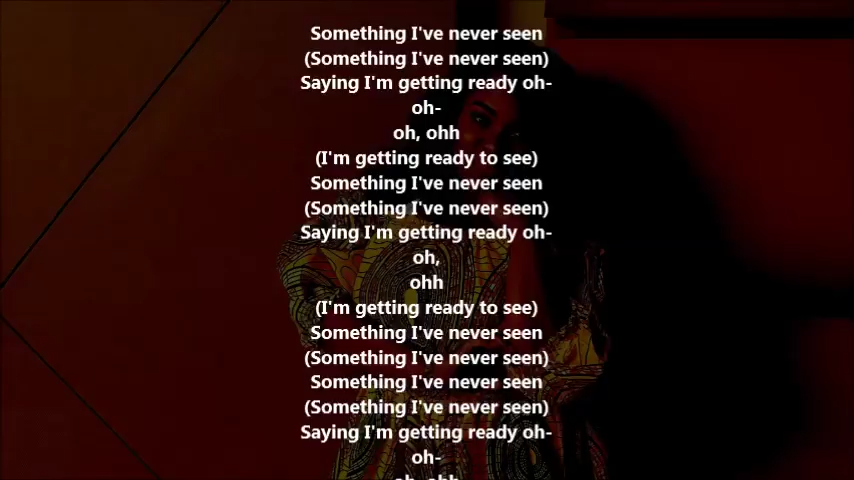 Something I've never seen
(Something I've never seen)
Saying I'm getting ready oh-
oh-
oh, ohh
(I'm getting ready to see)
Something I've never seen
(Something I've never seen)
Saying I'm getting ready oh-
oh,
ohh
(I'm getting ready to see)
Something I've never seen
(Something I've never seen)
Something I've never seen
(Something I've never seen)
Saying I'm getting ready oh-
oh-
oh, ohh